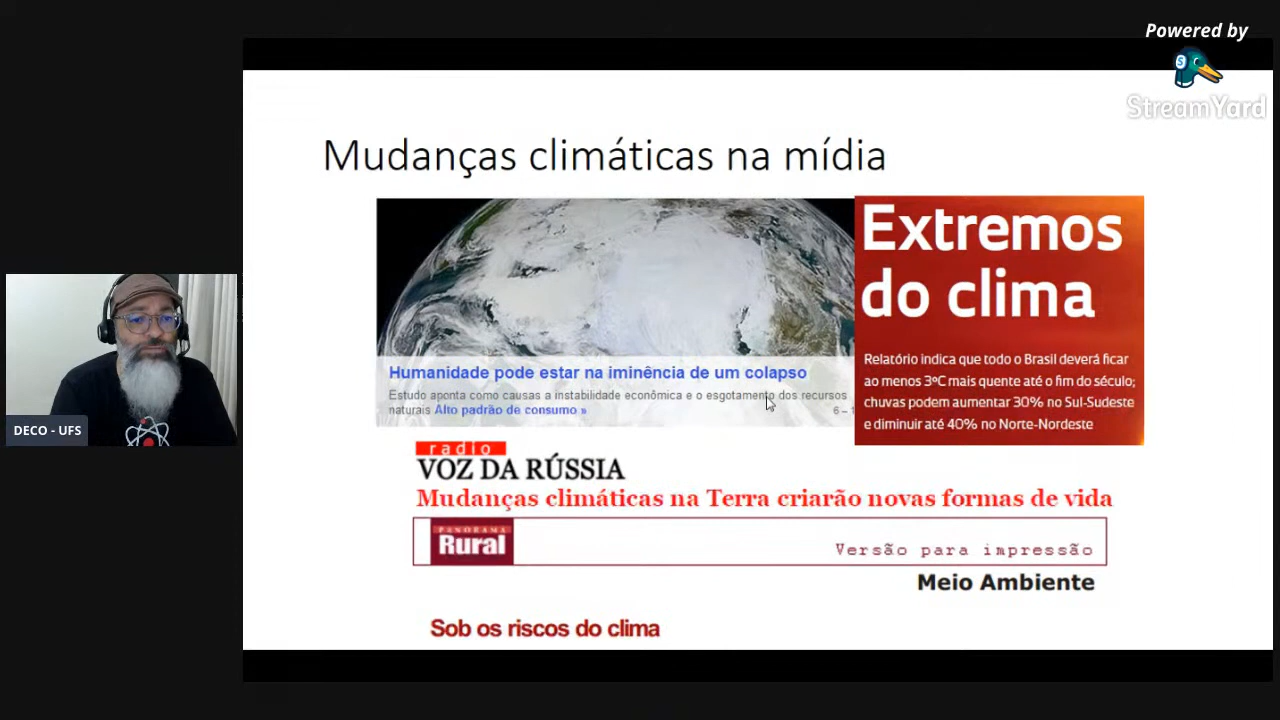 Powered by
StreamYard
Mudanças climáticas na mídia
Humanidade pode estar na iminência de um colapso
Estudo aponta como causas a instabilidade econômica e o esgotamento dos recursos
naturais Alto padrão de consumo »
Extremos
do clima
Relatório indica que todo o Brasil deverá ficar
ao menos 3ºC mais quente até o fim do século;
chuvas podem aumentar 30% no Sul-Sudeste
e diminuir até 40% no Norte-Nordeste
radio
VOZ DA RÚSSIA
Mudanças climáticas na Terra criarão novas formas de vida
PANORAMA
Rural
Versão para impressão
Meio Ambiente
Sob os riscos do clima
DECO - UFS